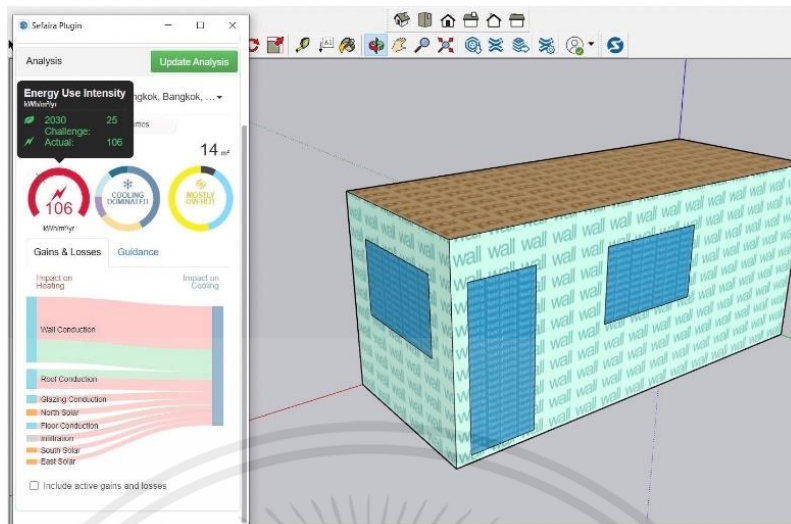 Sefaira Plugin
Analysis
Update Analysis
Energy Use Intensity
kWh/m²/yr
ngkok, Bangkok, ...
2030 Challenge: 25
Actual: 106
14 m²
106
kWh/m²/yr
COOLING
DOMINATED
MOSTLY
OVERLIT
Gains & Losses Guidance
Impact on Heating
Impact on Cooling
Wall Conduction
Roof Conduction
Glazing Conduction
North Solar
Floor Conduction
Infiltration
South Solar
East Solar
Include active gains and losses
wall wall wall wall wall wall wall